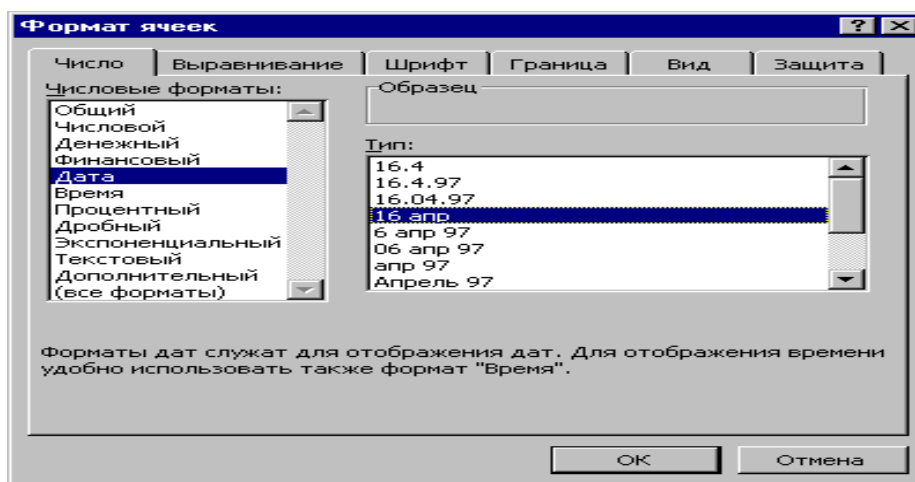 Формат ячеек
Число
Выравнивание
Шрифт
Граница
Вид
Защита
Числовые форматы:
Общий
Числовой
Денежный
Финансовый
Дата
Время
Процентный
Дробный
Экспоненциальный
Текстовый
Дополнительный
(все форматы)
Образец
Тип:
16.4
16.4.97
16.04.97
16 апр
6 апр 97
06 апр 97
апр 97
Апрель 97
Форматы дат служат для отображения дат. Для отображения времени
удобно использовать также формат "Время".
OK
Отмена